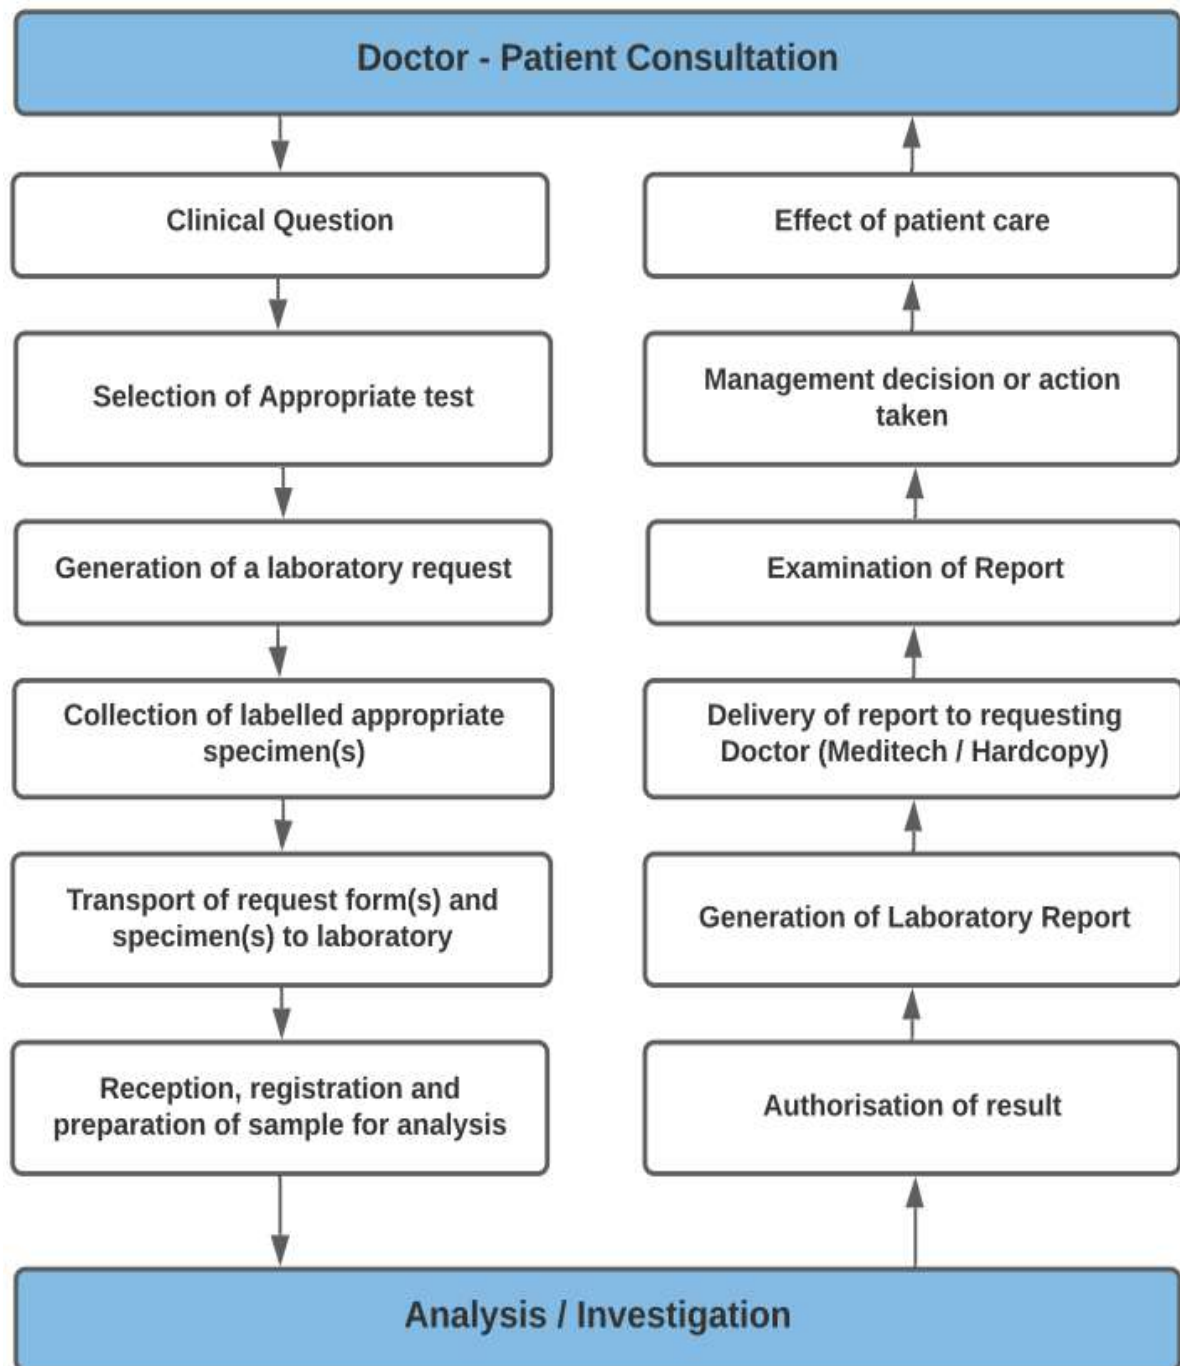 Doctor - Patient Consultation
Clinical Question
Selection of Appropriate test
Generation of a laboratory request
Collection of labelled appropriate
specimen(s)
Transport of request form(s) and
specimen(s) to laboratory
Reception, registration and
preparation of sample for analysis
Analysis / Investigation
Authorisation of result
Generation of Laboratory Report
Delivery of report to requesting
Doctor (Meditech / Hardcopy)
Examination of Report
Management decision or action
taken
Effect of patient care